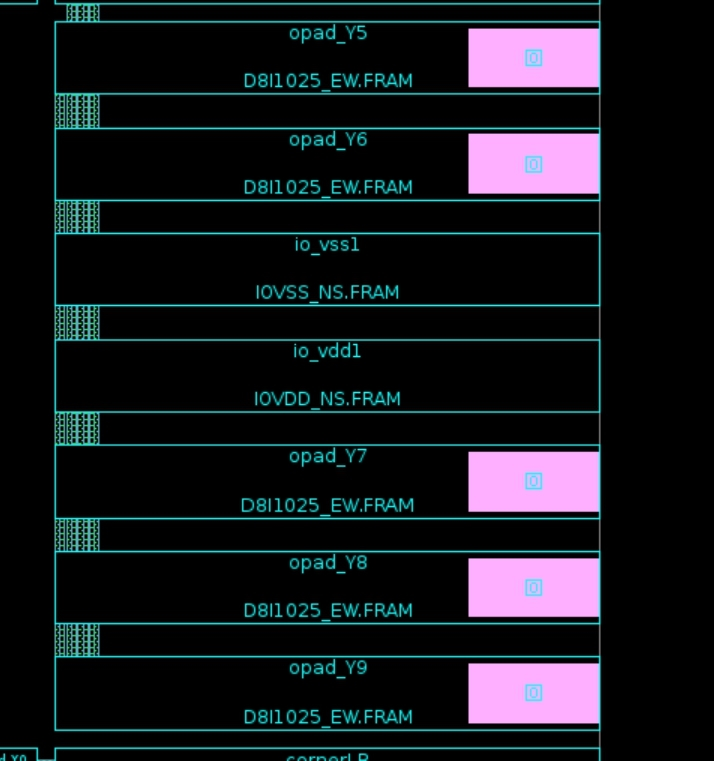 opad_Y5
D8I1025_EW.FRAM
0
opad_Y6
D8I1025_EW.FRAM
0
io_vss1
IOVSS_NS.FRAM
io_vdd1
IOVDD_NS.FRAM
opad_Y7
D8I1025_EW.FRAM
0
opad_Y8
D8I1025_EW.FRAM
0
opad_Y9
D8I1025_EW.FRAM
0